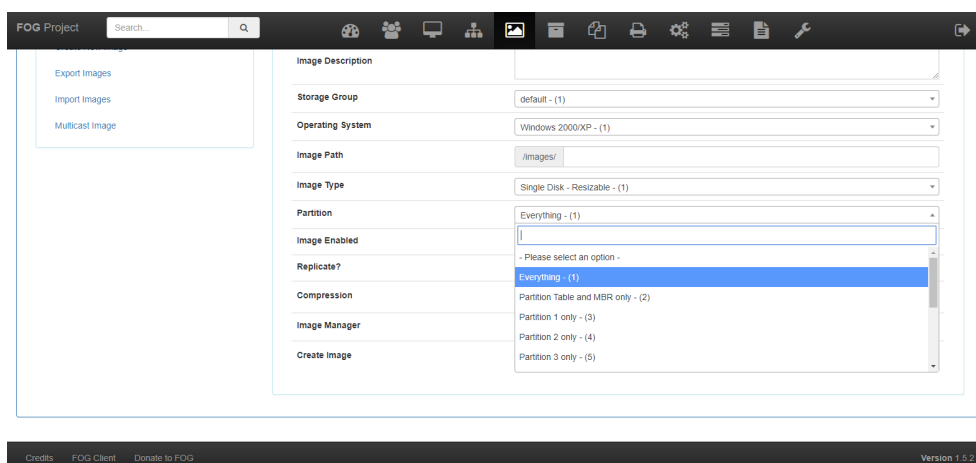 FOG Project
Search...
Create New Image
Export Images
Import Images
Multicast Image
Image Description
Storage Group
default - (1)
Operating System
Windows 2000/XP - (1)
Image Path
/images/
Image Type
Single Disk - Resizable - (1)
Partition
Everything - (1)
Image Enabled
- Please select an option -
Replicate?
Everything - (1)
Compression
Partition Table and MBR only - (2)
Partition 1 only - (3)
Image Manager
Partition 2 only - (4)
Create Image
Partition 3 only - (5)
Credits
FOG Client
Donate to FOG
Version 1.5.2